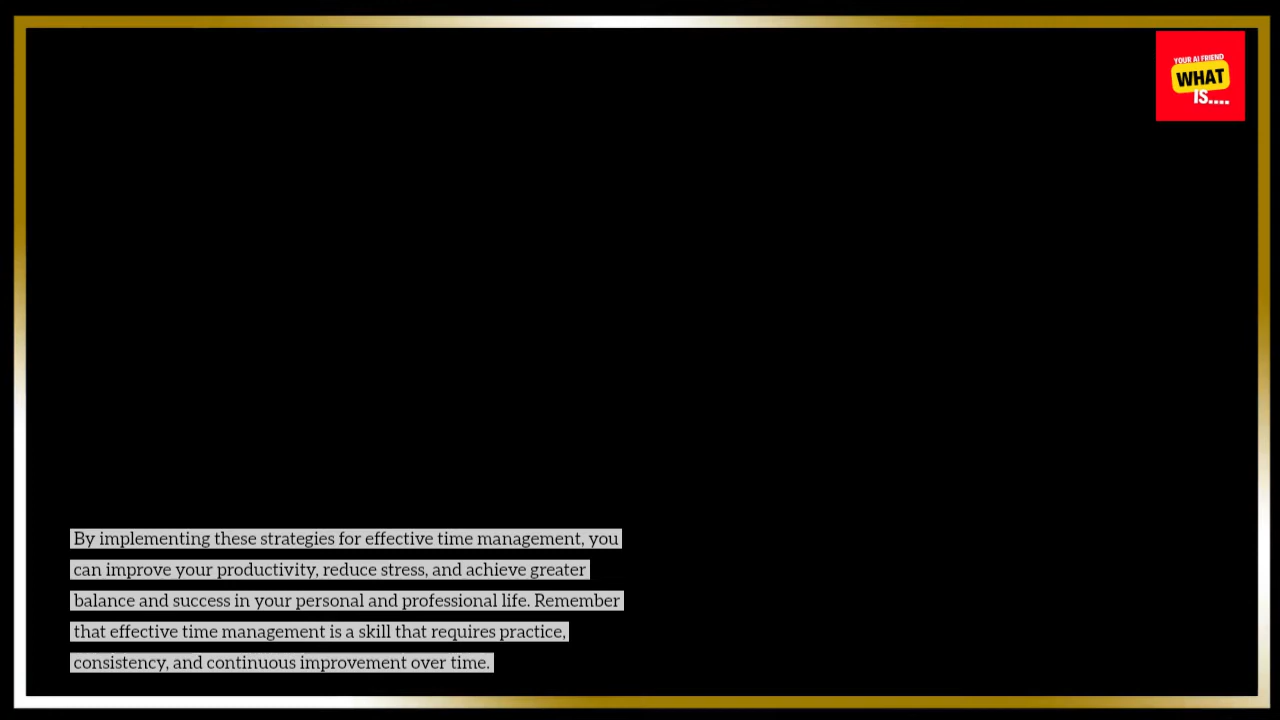 YOUR AI FRIEND
WHAT
IS....
By implementing these strategies for effective time management, you
can improve your productivity, reduce stress, and achieve greater
balance and success in your personal and professional life. Remember
that effective time management is a skill that requires practice,
consistency, and continuous improvement over time.